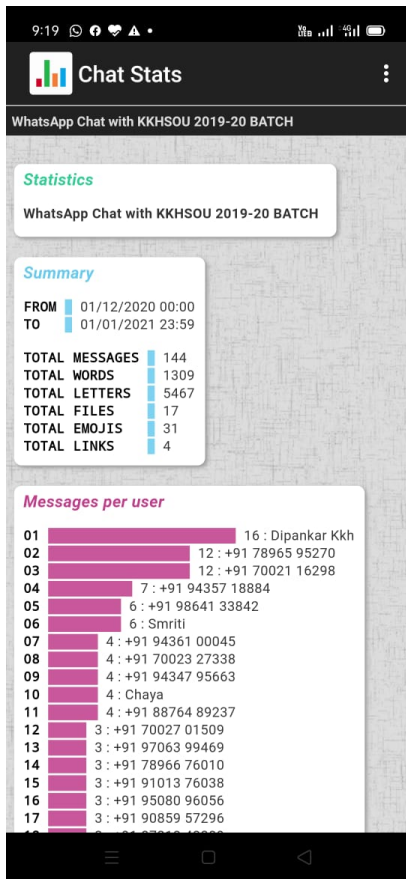 9:19
Vo LTED 4G
Chat Stats
WhatsApp Chat with KKHSOU 2019-20 BATCH
Statistics
WhatsApp Chat with KKHSOU 2019-20 BATCH
Summary
FROM 01/12/2020 00:00
TO 01/01/2021 23:59
TOTAL MESSAGES 144
TOTAL WORDS 1309
TOTAL LETTERS 5467
TOTAL FILES 17
TOTAL EMOJIS 31
TOTAL LINKS 4
Messages per user
01 16 : Dipankar Kkh
02 12 : +91 78965 95270
03 12 : +91 70021 16298
04 7 : +91 94357 18884
05 6 : +91 98641 33842
06 6 : Smriti
07 4 : +91 94361 00045
08 4 : +91 70023 27338
09 4 : +91 94347 95663
10 4 : Chaya
11 4 : +91 88764 89237
12 3 : +91 70027 01509
13 3 : +91 97063 99469
14 3 : +91 78966 76010
15 3 : +91 91013 76038
16 3 : +91 95080 96056
17 3 : +91 90859 57296